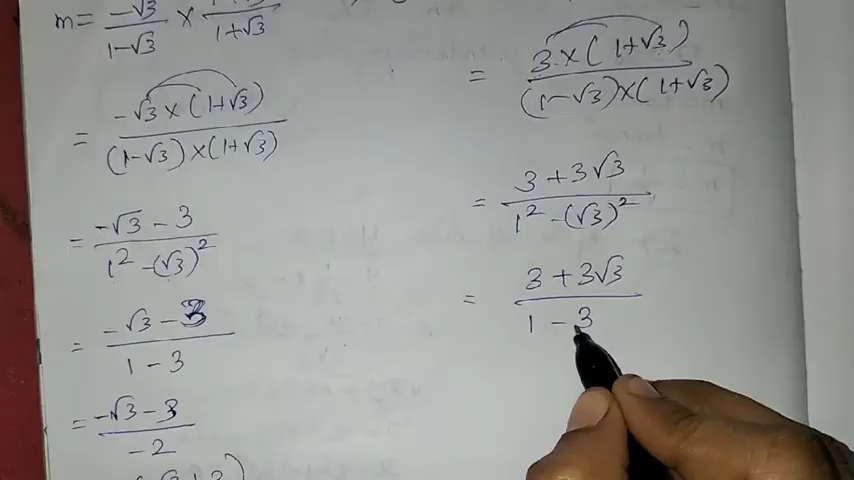 m = -√3/1-√3 × /1+√3
= -√3 × (1+√3)/(1-√3)×(1+√3)
= -√3 - 3/1² - (√3)²
= -√3 - 3/1 - 3
= -√3 - 3/-2
= 3 × (1+√3)/(1-√3)×(1+√3)
= 3 + 3√3/1² - (√3)²
= 3 + 3√3/1 - 3